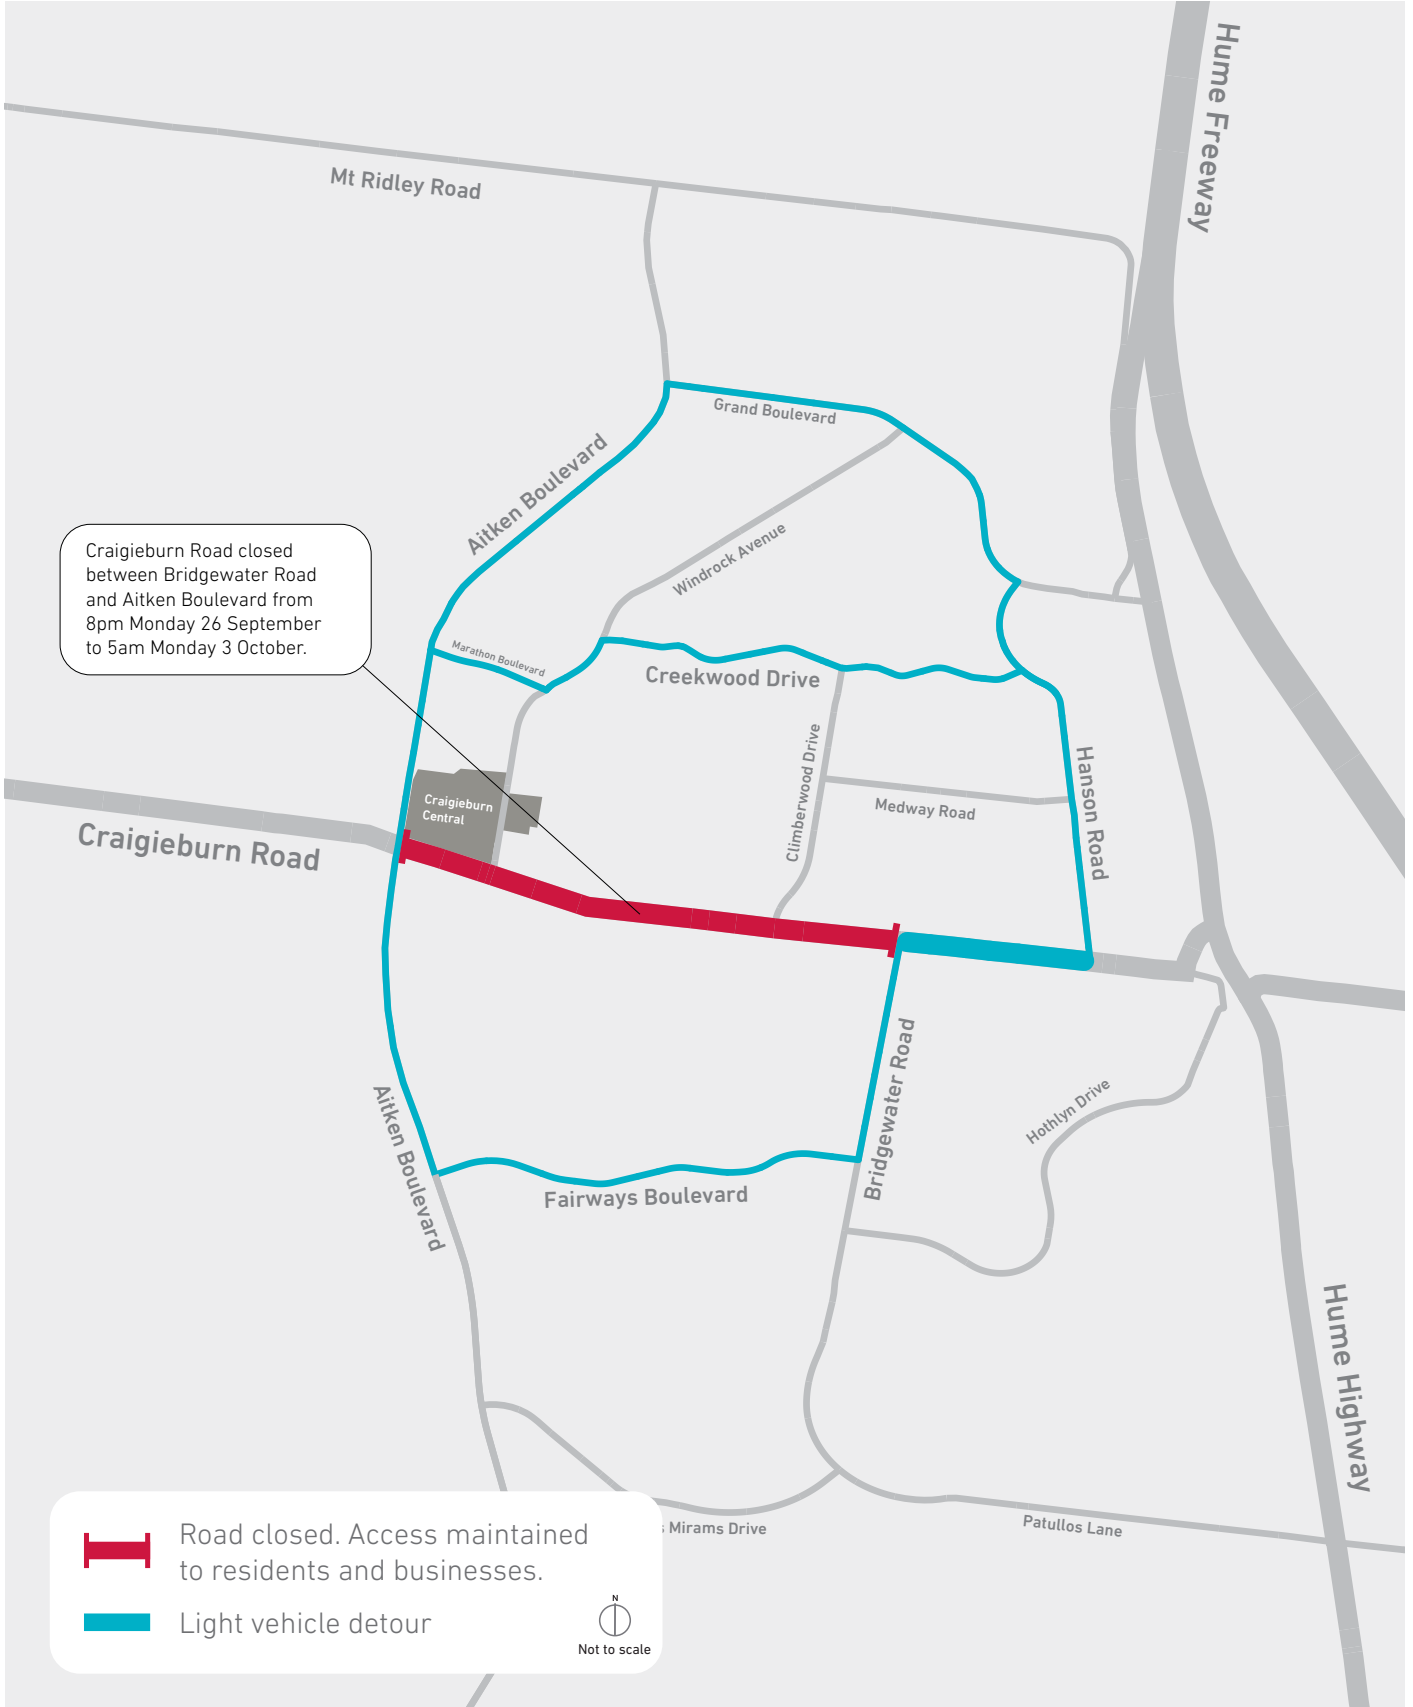 Hume Freeway
Mt Ridley Road
Grand Boulevard
Aitken Boulevard
Windrock Avenue
Craigieburn Road closed
between Bridgewater Road
and Aitken Boulevard from
8pm Monday 26 September
to 5am Monday 3 October.
Marathon Boulevard
Creekwood Drive
Climberwood Drive
Hanson Road
Medway Road
Craigieburn
Central
Craigieburn Road
Bridgewater Road
Hothlyn Drive
Aitken Boulevard
Fairways Boulevard
Hume Highway
s Mirams Drive
Patullos Lane
Road closed. Access maintained
to residents and businesses.
Light vehicle detour
N
Not to scale